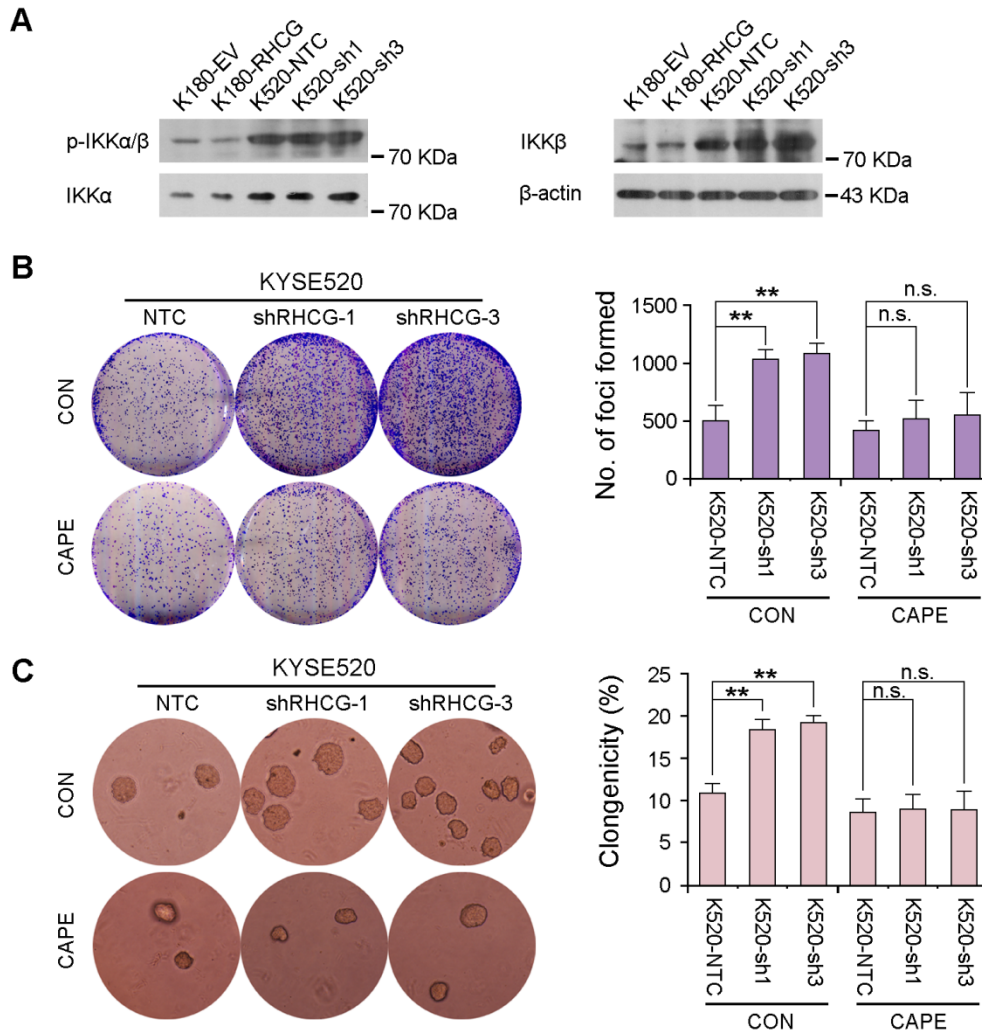 A
K180-EV
K180-RHCG
K520-NTC
K520-sh1
K520-sh3
p-IKKα/β
70 KDa
IKKα
70 KDa
K180-EV
K180-RHCG
K520-NTC
K520-sh1
K520-sh3
IKKβ
70 KDa
β-actin
43 KDa
B
KYSE520
NTC shRHCG-1 shRHCG-3
CON
CAPE
No. of foci formed
1500
1000
500
0
**
**
n.s.
n.s.
K520-NTC
K520-sh1
K520-sh3
K520-NTC
K520-sh1
K520-sh3
CON CAPE
C
KYSE520
NTC shRHCG-1 shRHCG-3
CON
CAPE
Clongenicity (%)
25
20
15
10
5
0
**
**
n.s.
n.s.
K520-NTC
K520-sh1
K520-sh3
K520-NTC
K520-sh1
K520-sh3
CON CAPE